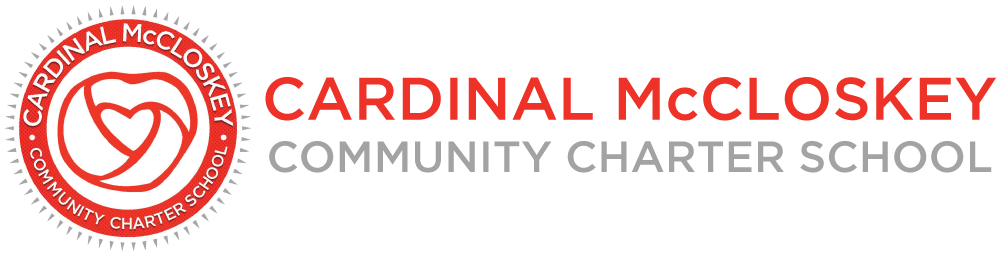 CARDINAL McCLOSKEY
• COMMUNITY CHARTER SCHOOL •
CARDINAL McCLOSKEY
COMMUNITY CHARTER SCHOOL